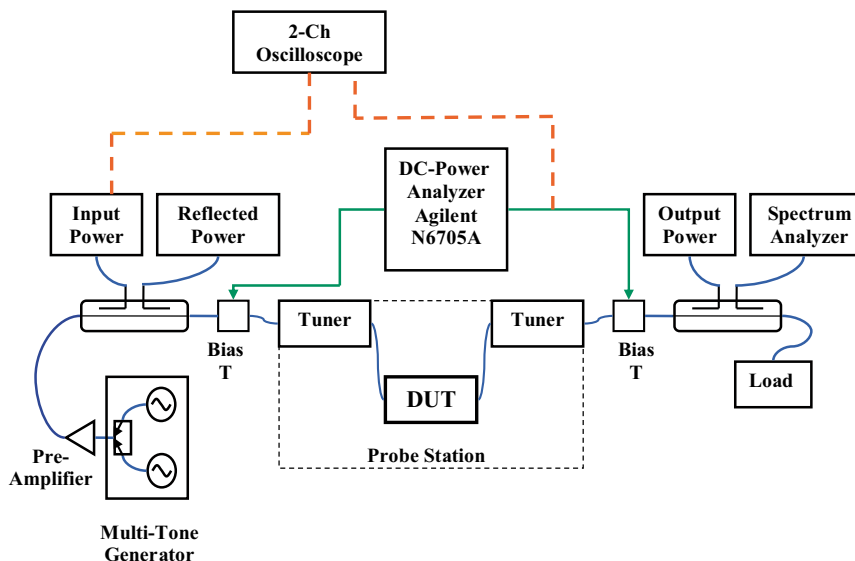 2-Ch
Oscilloscope
DC-Power
Analyzer
Agilent
N6705A
Input
Power
Reflected
Power
Output
Power
Spectrum
Analyzer
Tuner
Tuner
Bias
T
Bias
T
Load
DUT
Probe Station
Pre-
Amplifier
Multi-Tone
Generator